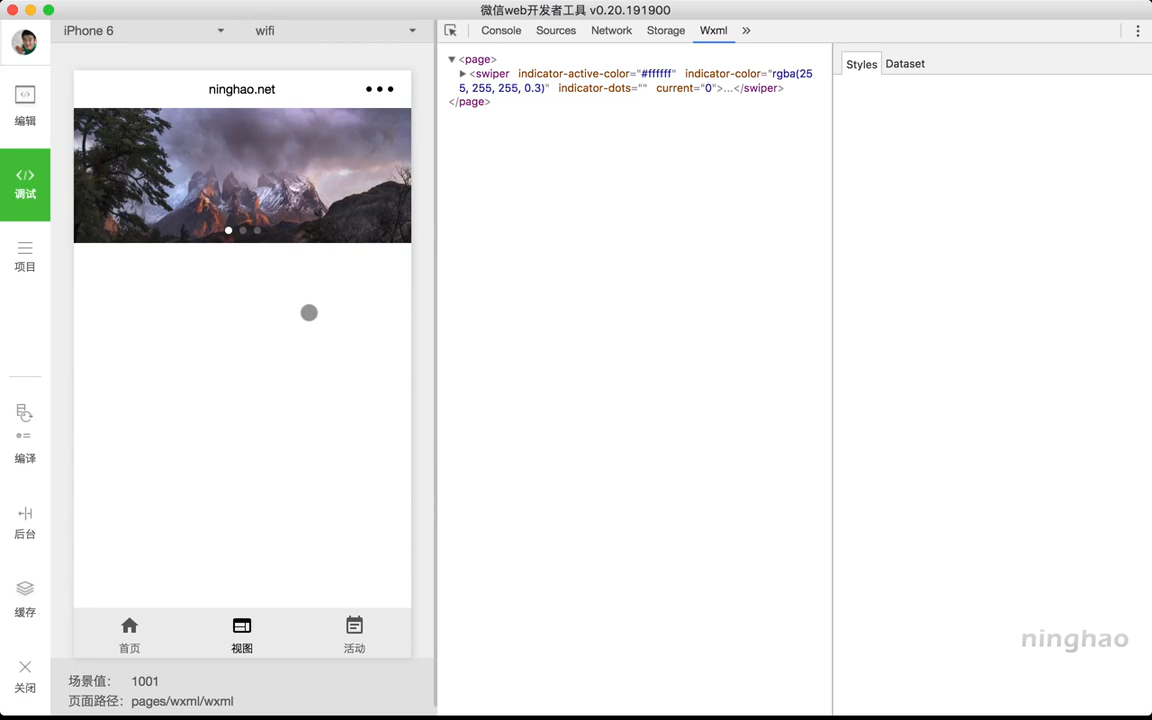 微信web开发者工具 v0.20.191900
iPhone 6
wifi
Console
Sources
Network
Storage
Wxml
»
编辑
调试
项目
编译
后台
缓存
关闭
ninghao.net
首页
视图
活动
场景值： 1001
页面路径： pages/wxml/wxml
<page>
<swiper indicator-active-color="#ffffff" indicator-color="rgba(25
5, 255, 255, 0.3)" indicator-dots="" current="0">…</swiper>
</page>
Styles
Dataset
ninghao